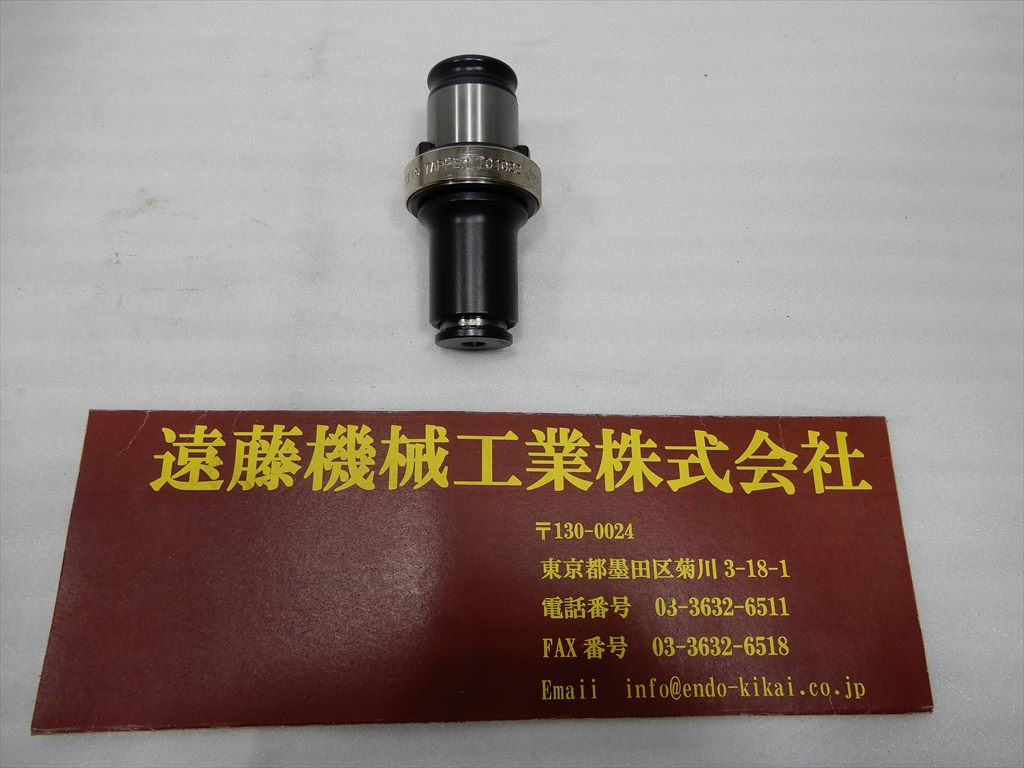 TAPPER TC1022
遠藤機械工業株式会社
〒130-0024
東京都墨田区菊川 3-18-1
電話番号 03-3632-6511
FAX 番号 03-3632-6518
Emaii info@endo-kikai.co.jp